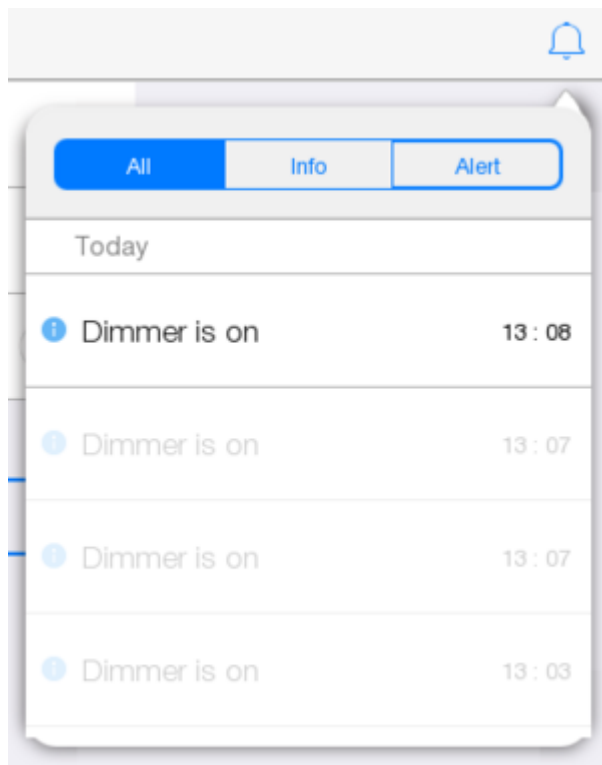 All Info Alert
Today
Dimmer is on 13 : 08
Dimmer is on 13 : 07
Dimmer is on 13 : 07
Dimmer is on 13 : 03